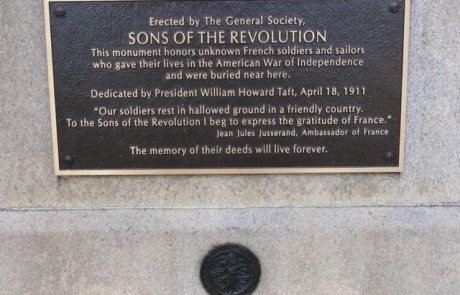 Erected by The General Society,
SONS OF THE REVOLUTION
This monument honors unknown French soldiers and sailors
who gave their lives in the American War of Independence
and were buried near here.
Dedicated by President William Howard Taft, April 18, 1911
"Our soldiers rest in hallowed ground in a friendly country.
To the Sons of the Revolution I beg to express the gratitude of France."
Jean Jules Jusserand, Ambassador of France
The memory of their deeds will live forever.